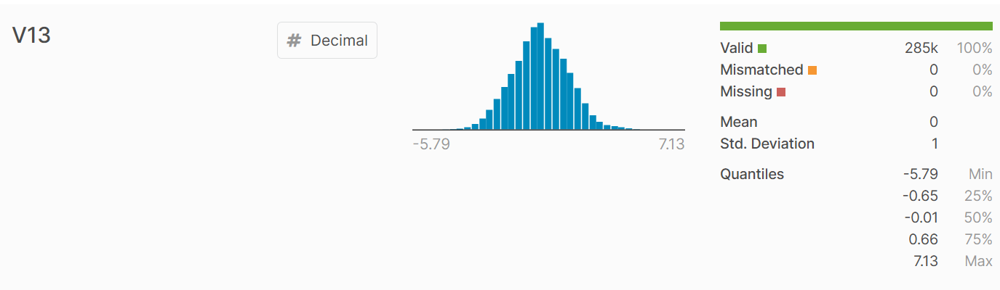 V13
# Decimal
-5.79 7.13
Valid 285k 100%
Mismatched 0 0%
Missing 0 0%
Mean 0
Std. Deviation 1
Quantiles -5.79 Min
-0.65 25%
-0.01 50%
0.66 75%
7.13 Max